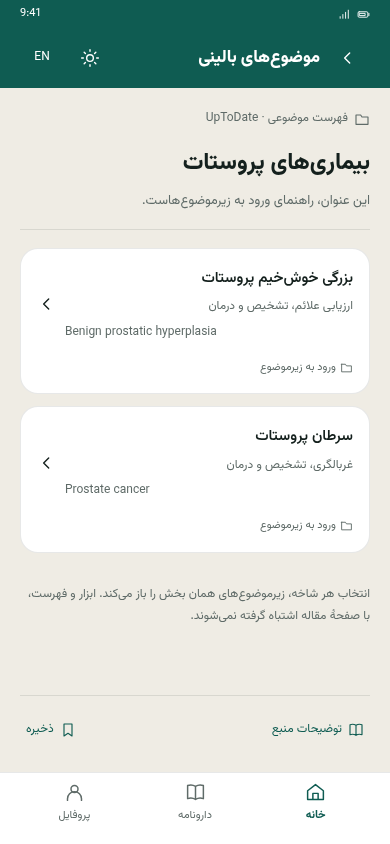 9:41
موضوع‌های بالینی
EN
فهرست موضوعی · UpToDate
بیماری‌های پروستات
این عنوان، راهنمای ورود به زیرموضوع‌هاست.
بزرگی خوش‌خیم پروستات
ارزیابی علائم، تشخیص و درمان
Benign prostatic hyperplasia
ورود به زیرموضوع
سرطان پروستات
غربالگری، تشخیص و درمان
Prostate cancer
ورود به زیرموضوع
انتخاب هر شاخه، زیرموضوع‌های همان بخش را باز می‌کند. ابزار و فهرست،
با صفحهٔ مقاله اشتباه گرفته نمی‌شوند.
توضیحات منبع
ذخیره
خانه
دارونامه
پروفایل